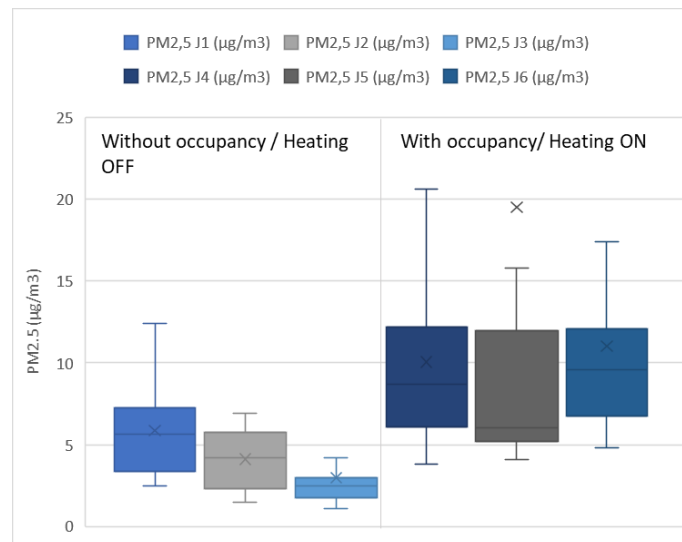 PM2,5 J1 (µg/m3) PM2,5 J2 (µg/m3) PM2,5 J3 (µg/m3)
PM2,5 J4 (µg/m3) PM2,5 J5 (µg/m3) PM2,5 J6 (µg/m3)
25
Without occupancy / Heating
OFF
With occupancy/ Heating ON
20
15
PM2.5 (µg/m3)
10
5
0